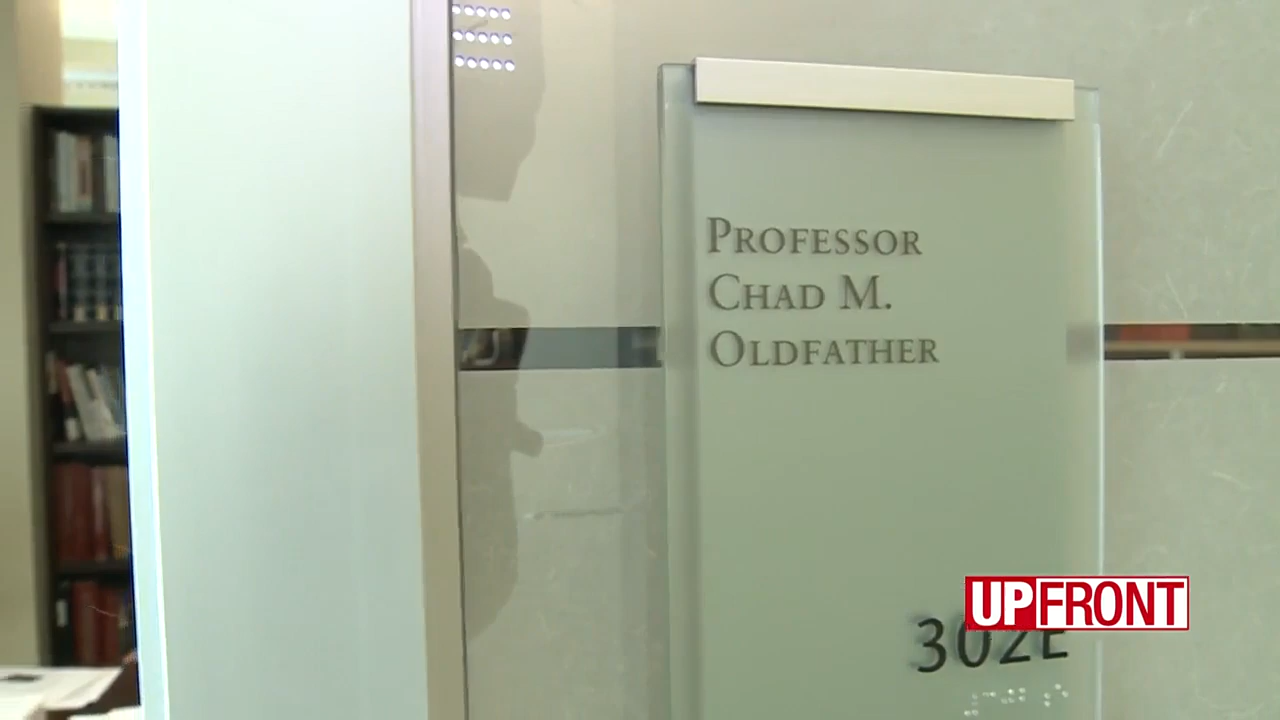 PROFESSOR
CHAD M.
OLDFATHER
UPFRONT
302E